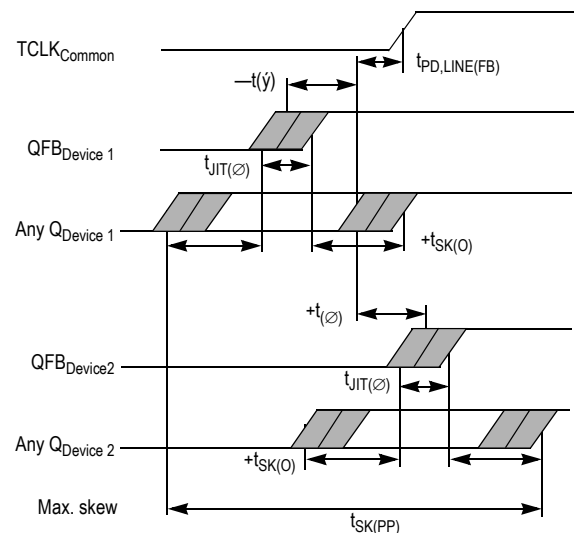 TCLKCommon
tPD,LINE(FB)
—t(ý)
QFBDevice 1
tJIT(∅)
Any QDevice 1
+tSK(O)
+t(∅)
QFBDevice2
tJIT(∅)
Any QDevice 2
+tSK(O)
Max. skew
tSK(PP)